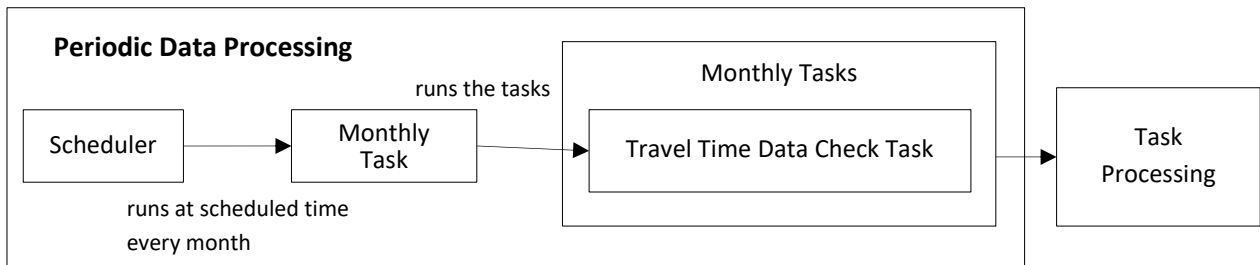 Periodic Data Processing
Scheduler
runs at scheduled time
every month
Monthly
Task
runs the tasks
Monthly Tasks
Travel Time Data Check Task
Task
Processing